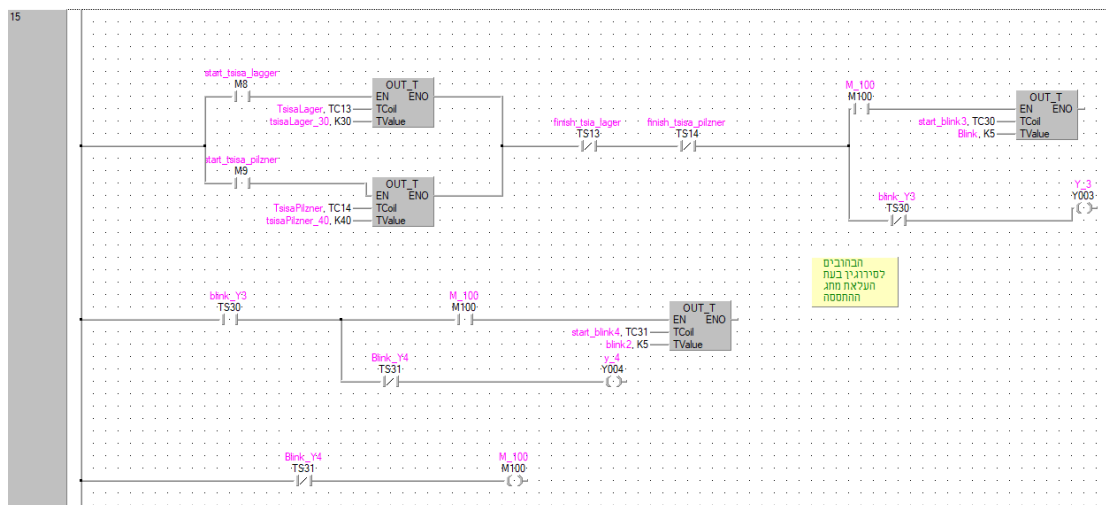 15
start_tsisa_lagger
M8
OUT_T
EN ENO
TsisaLager, TC13 TCoil
tsisaLager_30, K30 TValue
start_tsisa_pilzner
M9
OUT_T
EN ENO
TsisaPilzner, TC14 TCoil
tsisaPilzner_40, K40 TValue
finish_tsia_lager
TS13
finish_tsisa_pilzner
TS14
M_100
M100
OUT_T
EN ENO
start_blink3, TC30 TCoil
Blink, K5 TValue
blink_Y3
TS30
Y_3
Y003
הבהובים
לסירוגין בעת
העלאת מתג
ההתססה
blink_Y3
TS30
M_100
M100
OUT_T
EN ENO
start_blink4, TC31 TCoil
blink2, K5 TValue
Blink_Y4
TS31
y_4
Y004
Blink_Y4
TS31
M_100
M100